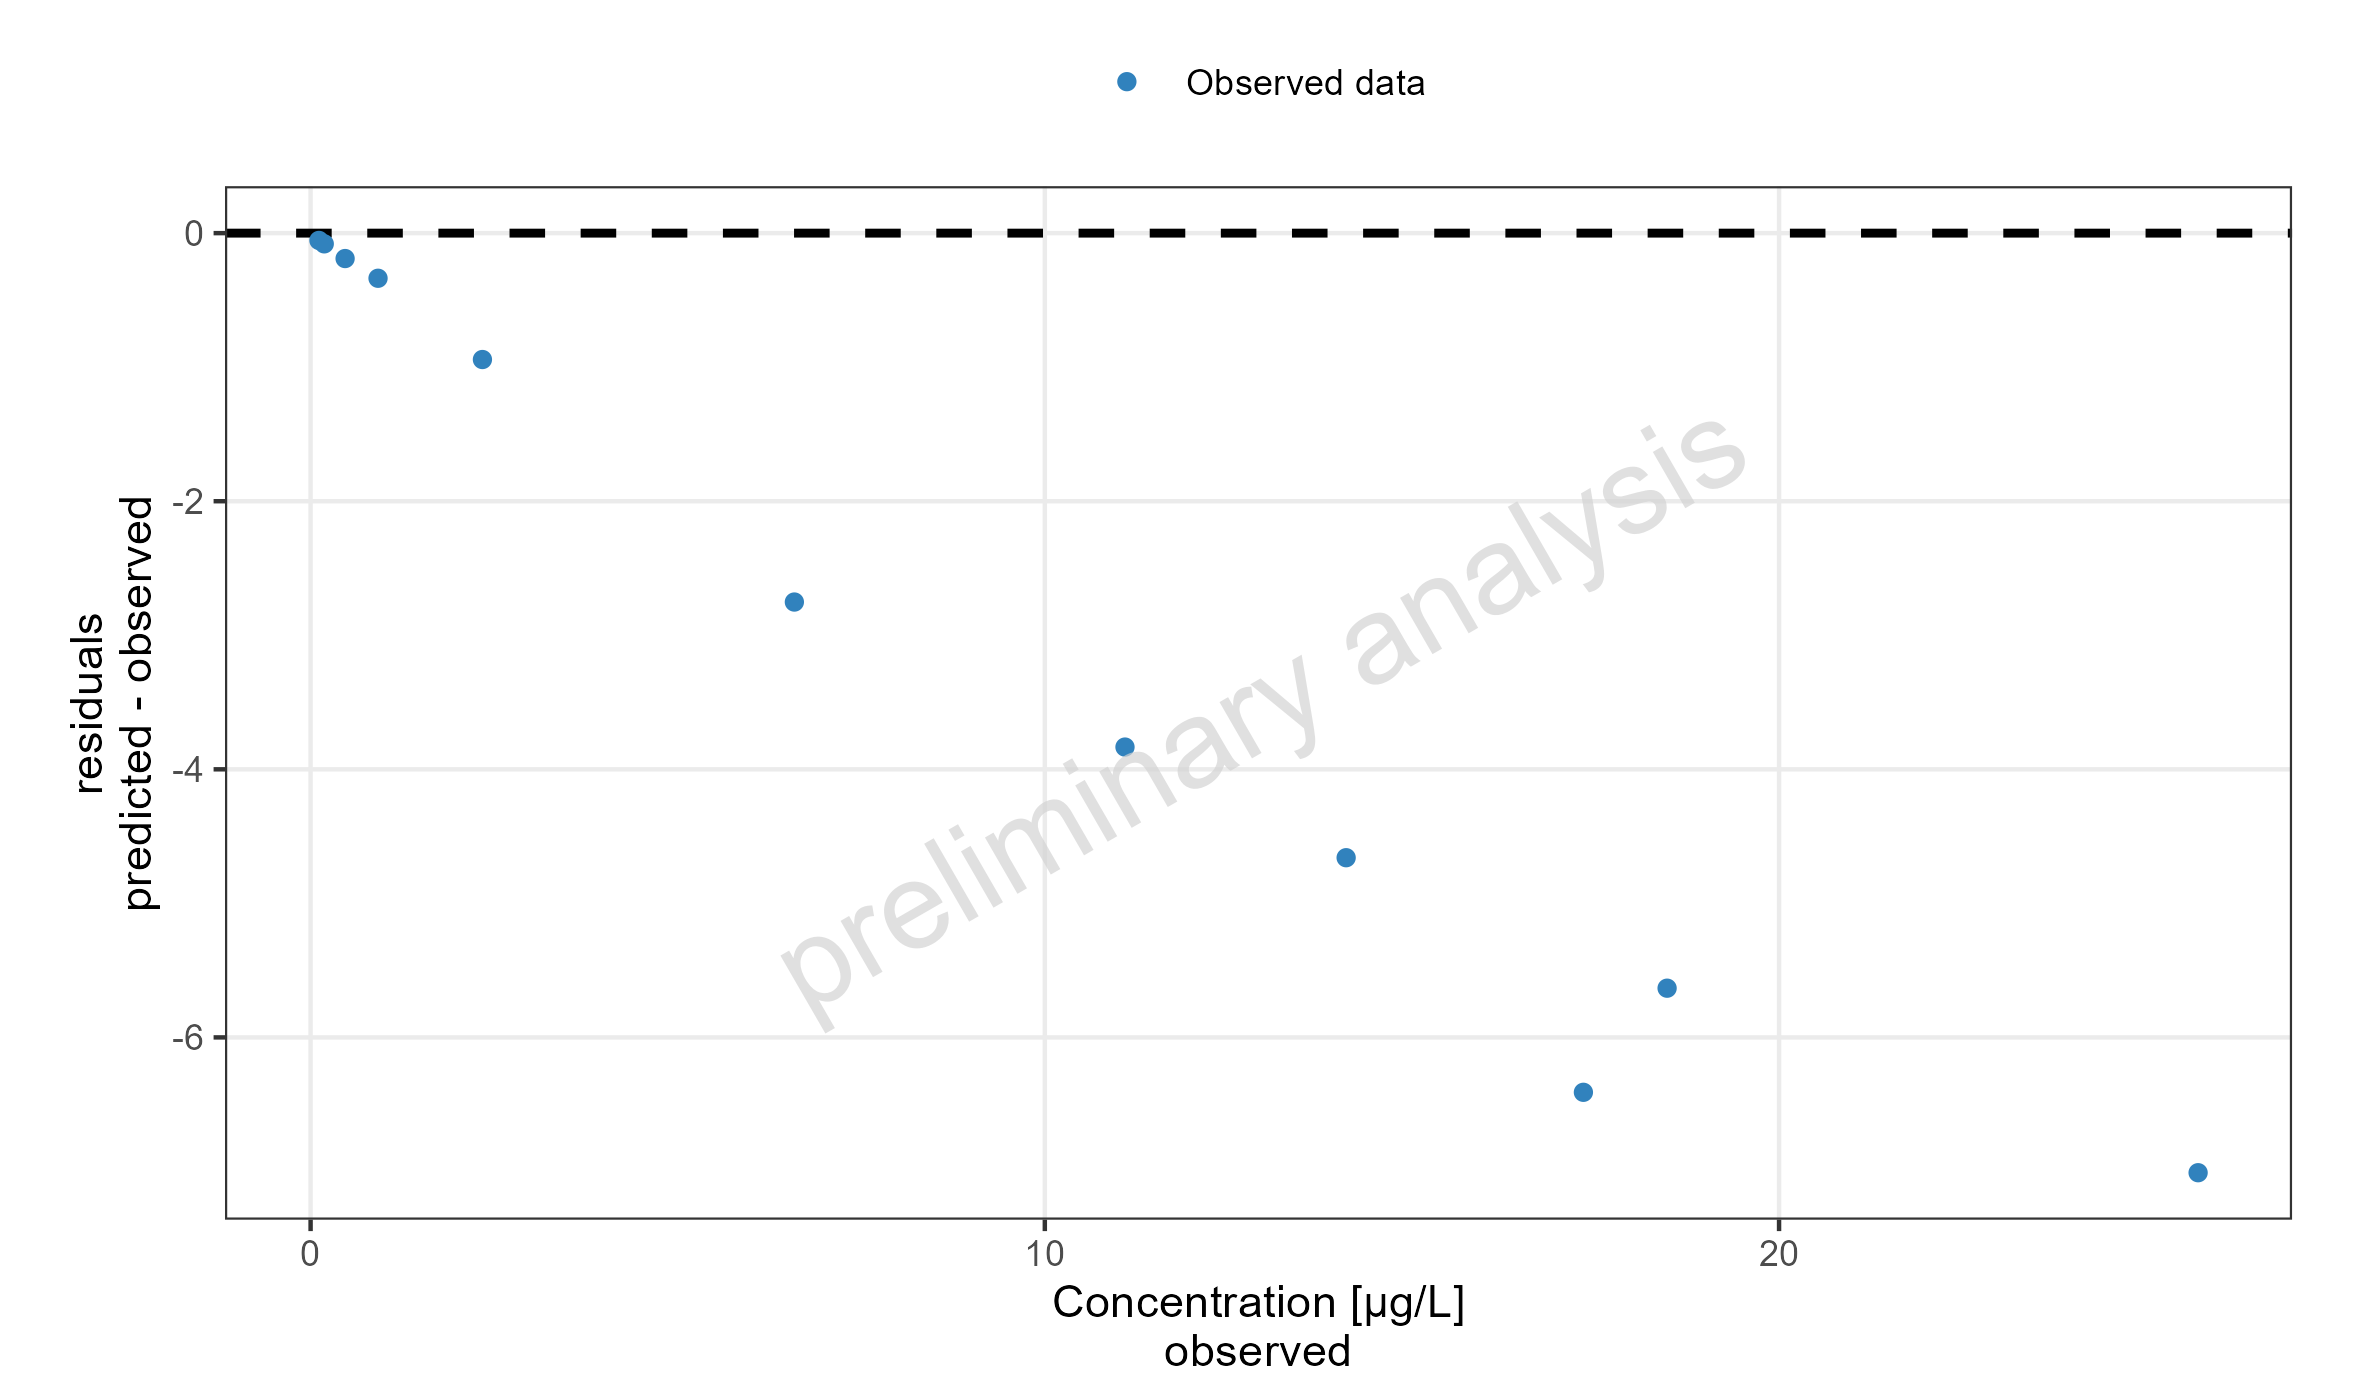 Observed data
residuals
predicted - observed
0
-2
-4
-6
preliminary analysis
0
10
20
Concentration [µg/L]
observed